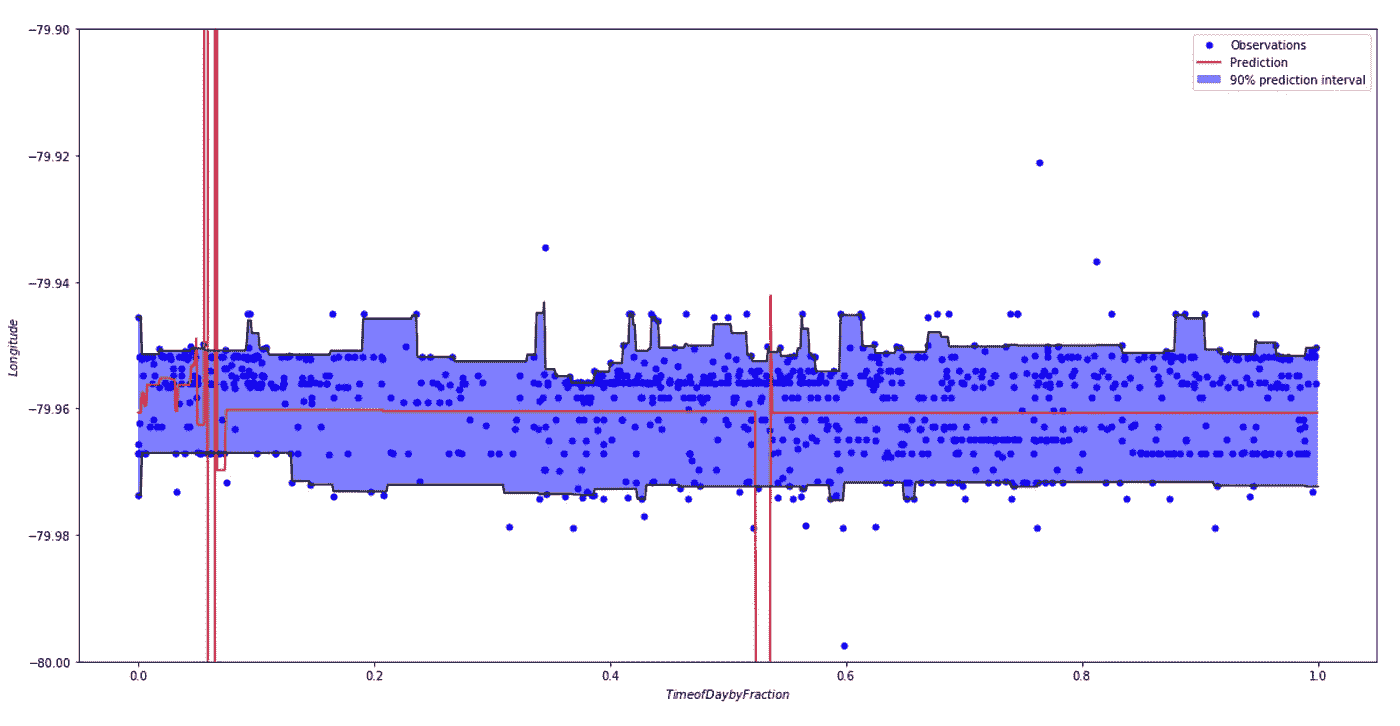 −79.90
−79.92
−79.94
−79.96
−79.98
−80.00
Longitude
Observations
Prediction
90% prediction interval
0.0 0.2 0.4 0.6 0.8 1.0
TimeofDaybyFraction